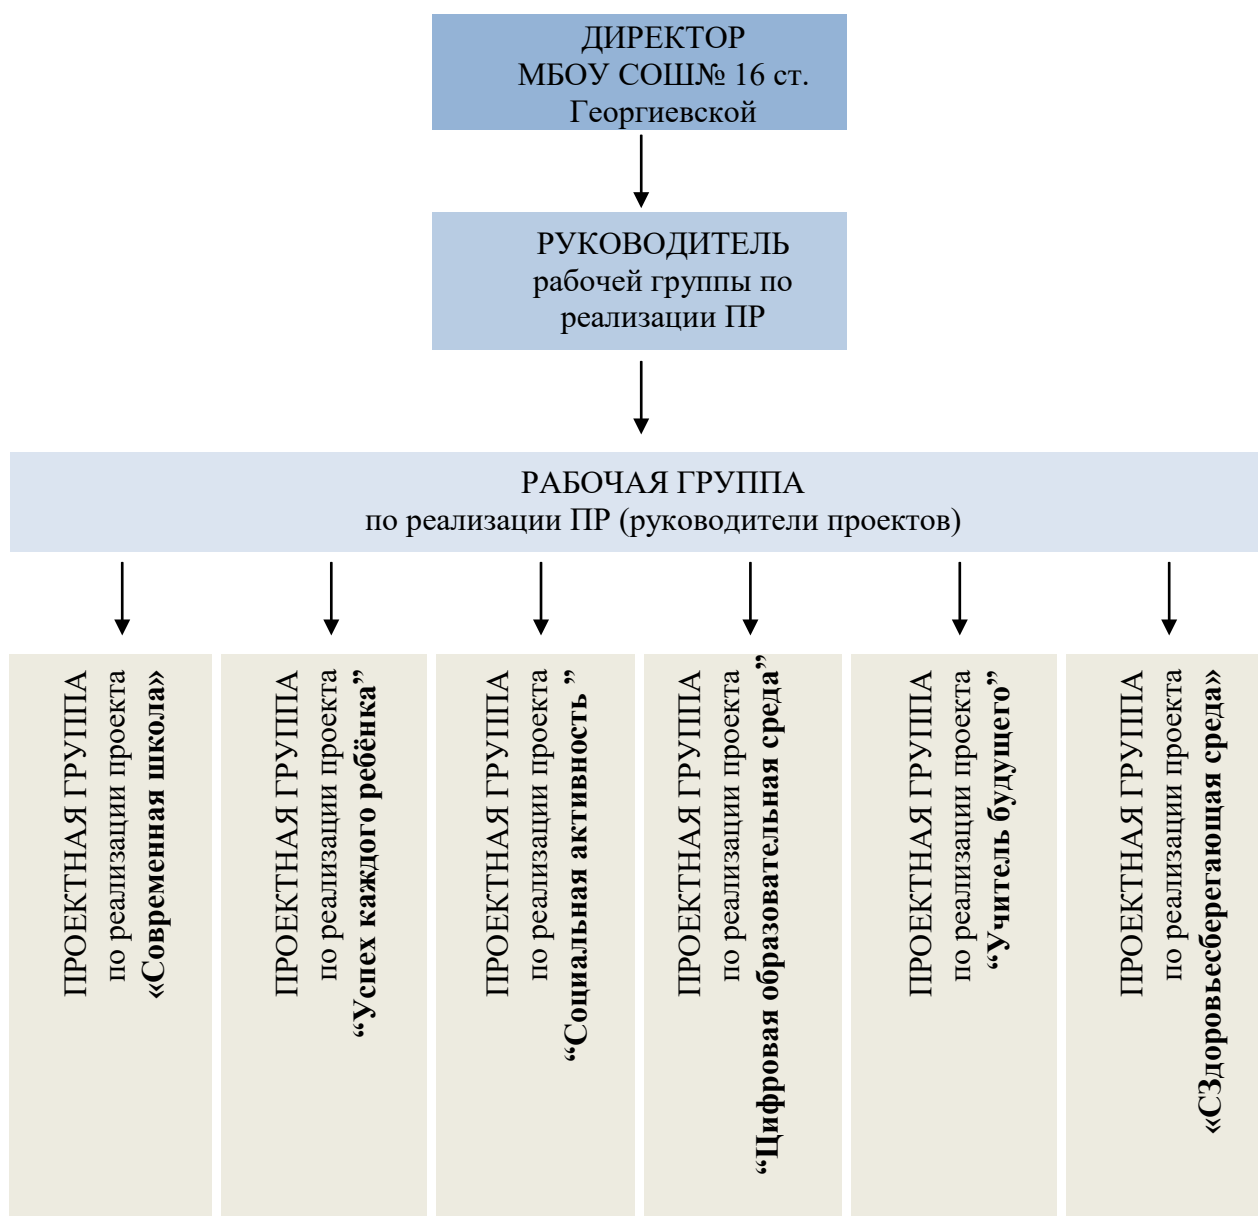 ДИРЕКТОР
МБОУ СОШ№ 16 ст.
Георгиевской
РУКОВОДИТЕЛЬ
рабочей группы по
реализации ПР
РАБОЧАЯ ГРУППА
по реализации ПР (руководители проектов)
ПРОЕКТНАЯ ГРУППА
по реализации проекта
«Современная школа»
ПРОЕКТНАЯ ГРУППА
по реализации проекта
“Успех каждого ребёнка”
ПРОЕКТНАЯ ГРУППА
по реализации проекта
“Социальная активность ”
ПРОЕКТНАЯ ГРУППА
по реализации проекта
“Цифровая образовательная среда”
ПРОЕКТНАЯ ГРУППА
по реализации проекта
“Учитель будущего”
ПРОЕКТНАЯ ГРУППА
по реализации проекта
«СЗдоровьесберегающая среда»